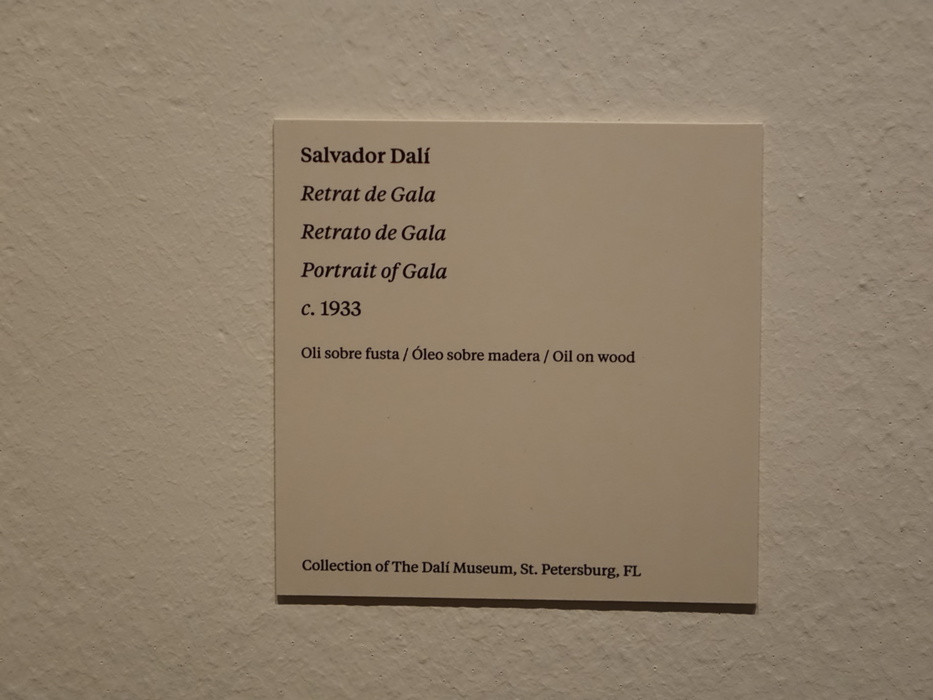 Salvador Dalí
Retrat de Gala
Retrato de Gala
Portrait of Gala
c. 1933
Oli sobre fusta / Óleo sobre madera / Oil on wood
Collection of The Dalí Museum, St. Petersburg, FL